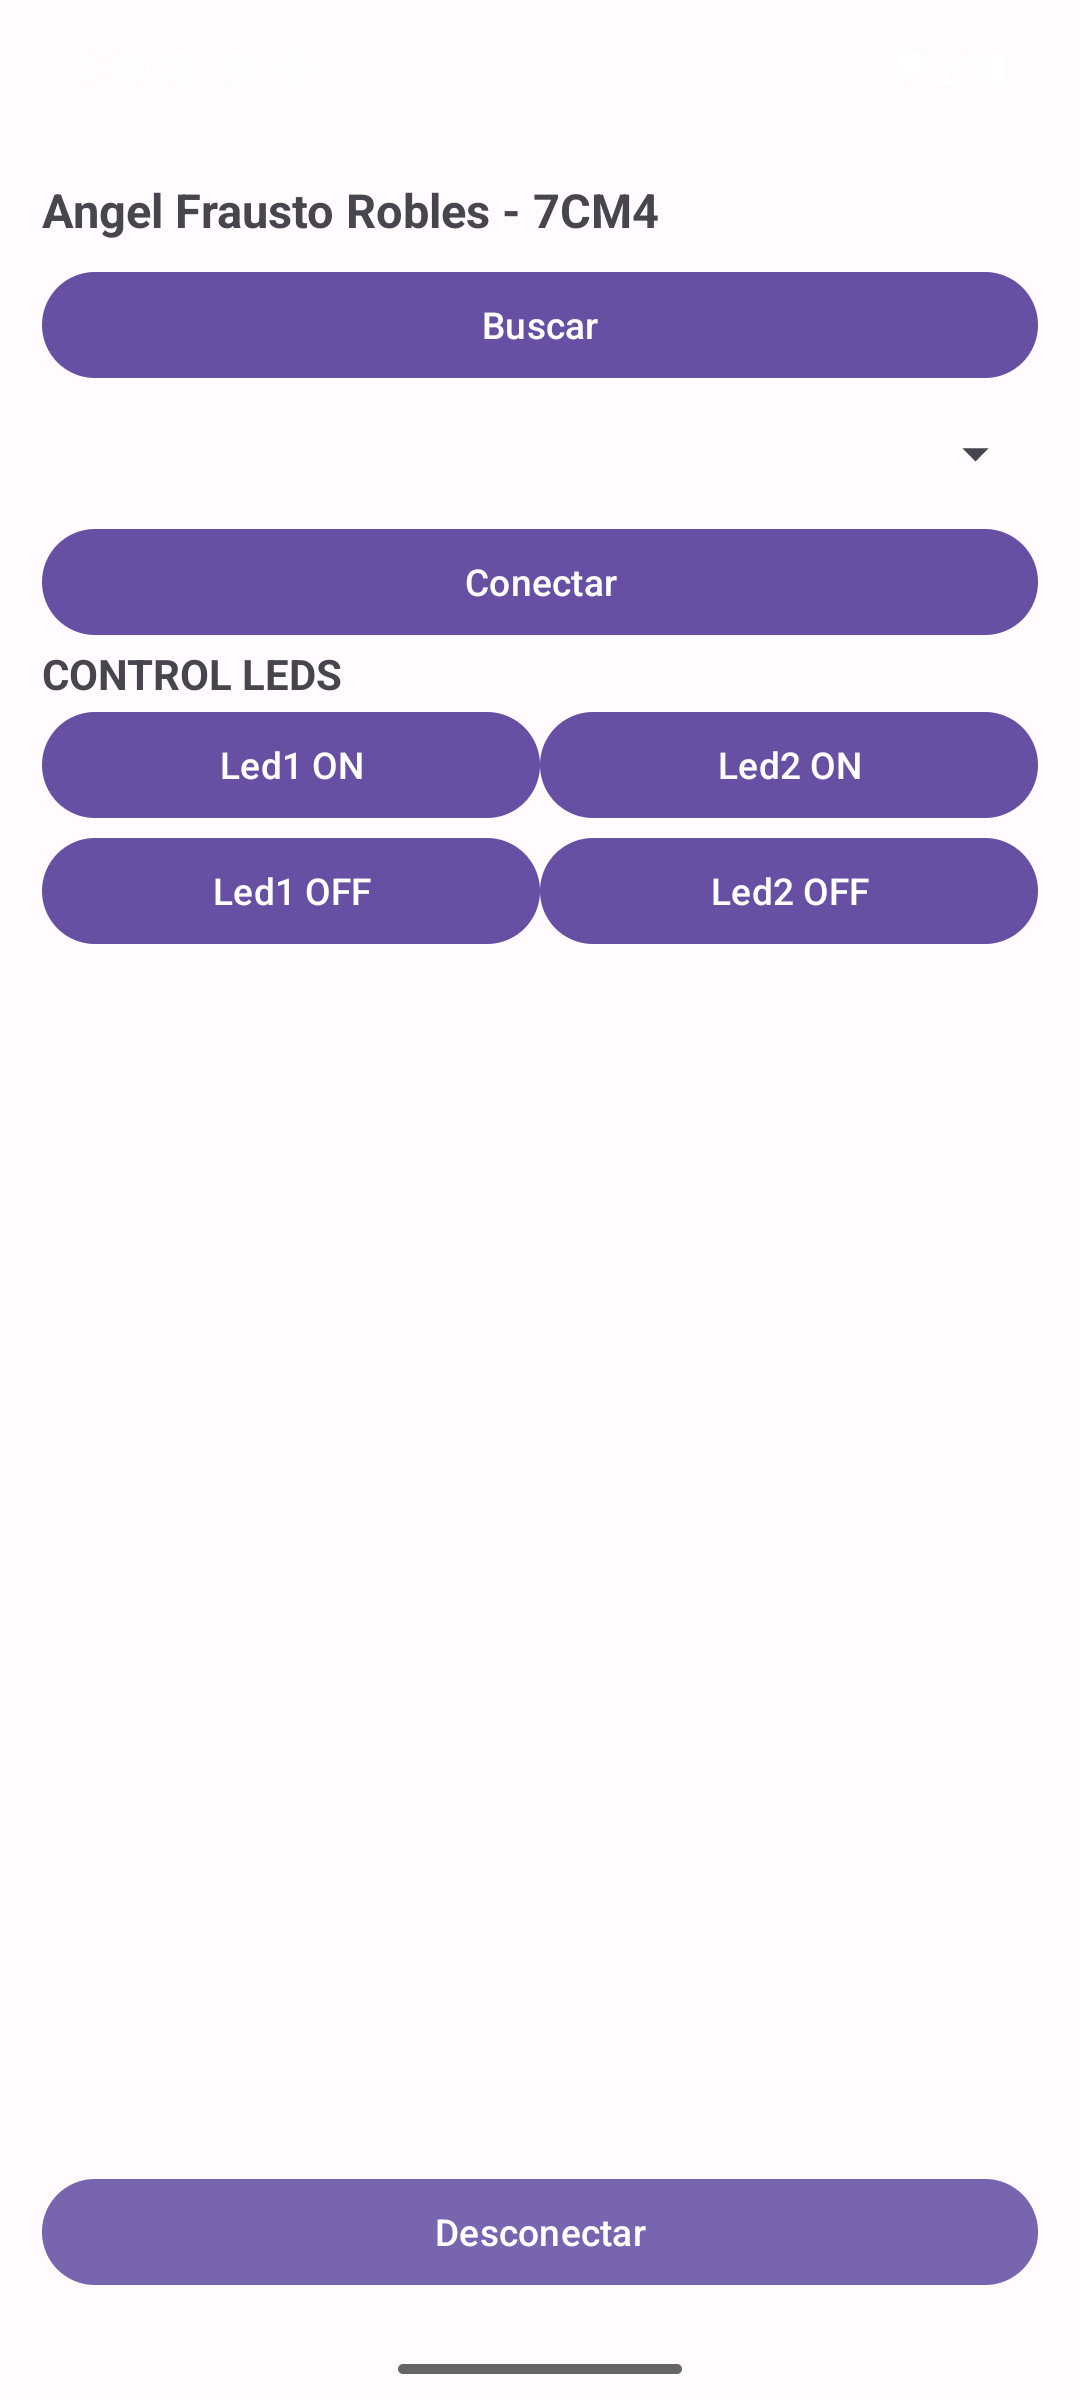 Angel Frausto Robles - 7CM4
Buscar
Conectar
CONTROL LEDS
Led1 ON
Led2 ON
Led1 OFF
Led2 OFF
Desconectar